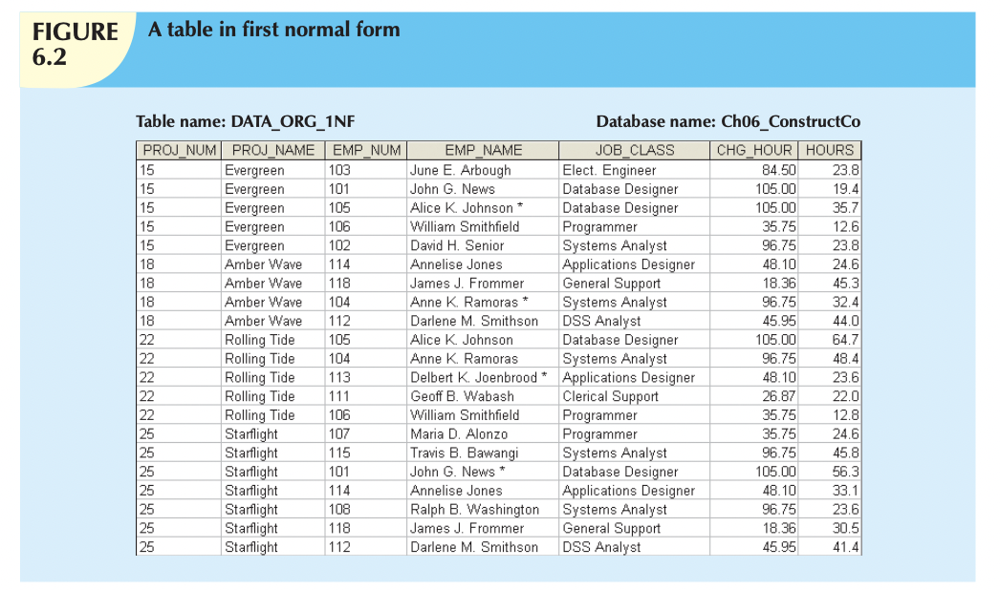 FIGURE 6.2
A table in first normal form
Table name: DATA_ORG_1NF Database name: Ch06_ConstructCo
PROJ_NUM PROJ_NAME EMP_NUM EMP_NAME JOB_CLASS CHG_HOUR HOURS
15 Evergreen 103 June E. Arbough Elect. Engineer 84.50 23.8
15 Evergreen 101 John G. News Database Designer 105.00 19.4
15 Evergreen 105 Alice K. Johnson * Database Designer 105.00 35.7
15 Evergreen 106 William Smithfield Programmer 35.75 12.6
15 Evergreen 102 David H. Senior Systems Analyst 96.75 23.8
18 Amber Wave 114 Annelise Jones Applications Designer 48.10 24.6
18 Amber Wave 118 James J. Frommer General Support 18.36 45.3
18 Amber Wave 104 Anne K. Ramoras * Systems Analyst 96.75 32.4
18 Amber Wave 112 Darlene M. Smithson DSS Analyst 45.95 44.0
22 Rolling Tide 105 Alice K. Johnson Database Designer 105.00 64.7
22 Rolling Tide 104 Anne K. Ramoras Systems Analyst 96.75 48.4
22 Rolling Tide 113 Delbert K. Joenbrood * Applications Designer 48.10 23.6
22 Rolling Tide 111 Geoff B. Wabash Clerical Support 26.87 22.0
22 Rolling Tide 106 William Smithfield Programmer 35.75 12.8
25 Starflight 107 Maria D. Alonzo Programmer 35.75 24.6
25 Starflight 115 Travis B. Bawangi Systems Analyst 96.75 45.8
25 Starflight 101 John G. News * Database Designer 105.00 56.3
25 Starflight 114 Annelise Jones Applications Designer 48.10 33.1
25 Starflight 108 Ralph B. Washington Systems Analyst 96.75 23.6
25 Starflight 118 James J. Frommer General Support 18.36 30.5
25 Starflight 112 Darlene M. Smithson DSS Analyst 45.95 41.4